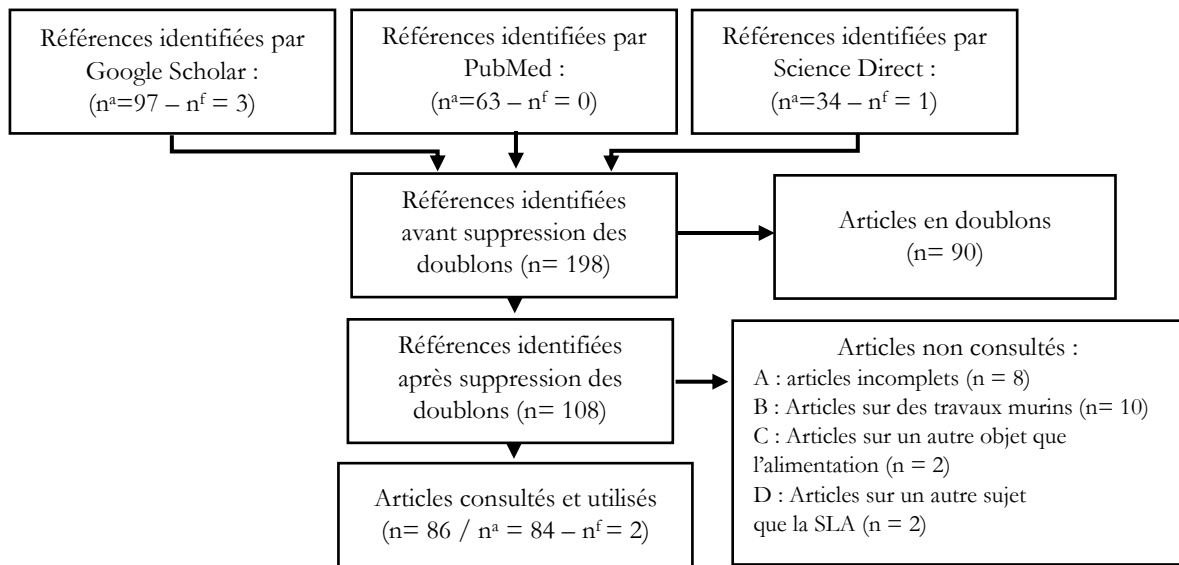 Références identifiées par
Google Scholar :
(nᵃ=97 – nᶠ = 3)
Références identifiées par
PubMed :
(nᵃ=63 – nᶠ = 0)
Références identifiées par
Science Direct :
(nᵃ=34 – nᶠ = 1)
Références identifiées
avant suppression des
doublons (n= 198)
Articles en doublons
(n= 90)
Références identifiées
après suppression des
doublons (n= 108)
Articles non consultés :
A : articles incomplets (n = 8)
B : Articles sur des travaux murins (n= 10)
C : Articles sur un autre objet que
l’alimentation (n = 2)
D : Articles sur un autre sujet
que la SLA (n = 2)
Articles consultés et utilisés
(n= 86 / nᵃ = 84 – nᶠ = 2)